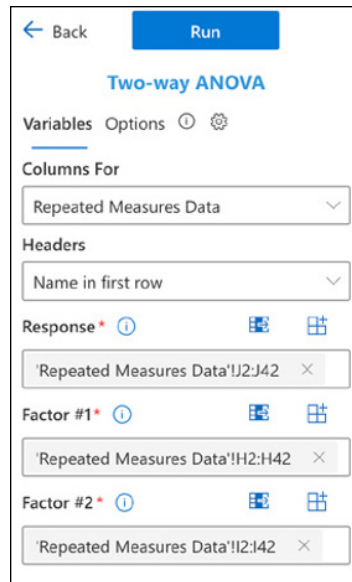 ← Back Run
Two-way ANOVA
Variables Options
Columns For
Repeated Measures Data
Headers
Name in first row
Response*
'Repeated Measures Data'!J2:J42 ×
Factor #1*
'Repeated Measures Data'!H2:H42 ×
Factor #2*
'Repeated Measures Data'!I2:I42 ×